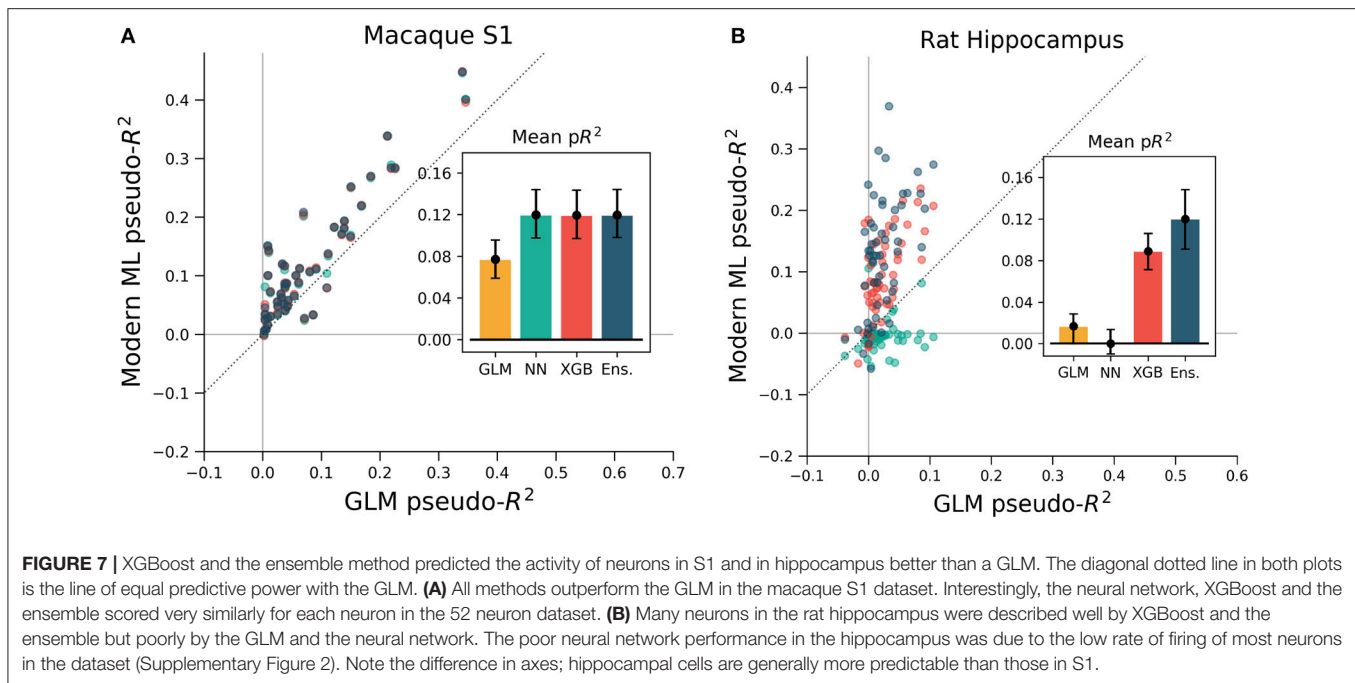 A
Macaque S1
Modern ML pseudo-R²
0.4
0.3
0.2
0.1
0.0
−0.1
−0.2
−0.1
0.0
0.1
0.2
0.3
0.4
0.5
0.6
0.7
GLM pseudo-R²
Mean pR²
0.16
0.12
0.08
0.04
0.00
GLM
NN
XGB
Ens.
B
Rat Hippocampus
Modern ML pseudo-R²
0.4
0.3
0.2
0.1
0.0
−0.1
−0.2
−0.1
0.0
0.1
0.2
0.3
0.4
0.5
0.6
GLM pseudo-R²
Mean pR²
0.16
0.12
0.08
0.04
0.00
GLM
NN
XGB
Ens.
FIGURE 7 | XGBoost and the ensemble method predicted the activity of neurons in S1 and in hippocampus better than a GLM. The diagonal dotted line in both plots
is the line of equal predictive power with the GLM. (A) All methods outperform the GLM in the macaque S1 dataset. Interestingly, the neural network, XGBoost and the
ensemble scored very similarly for each neuron in the 52 neuron dataset. (B) Many neurons in the rat hippocampus were described well by XGBoost and the
ensemble but poorly by the GLM and the neural network. The poor neural network performance in the hippocampus was due to the low rate of firing of most neurons
in the dataset (Supplementary Figure 2). Note the difference in axes; hippocampal cells are generally more predictable than those in S1.